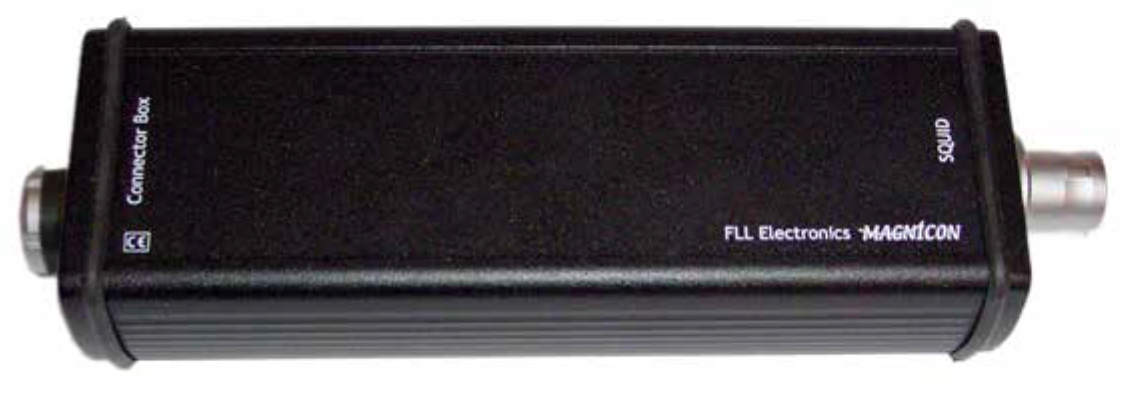 Connector Box
CE
SQUID
FLL Electronics MAGNICON